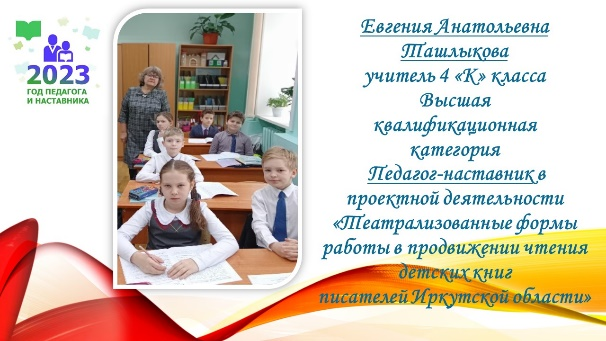 2023
ГОД ПЕДАГОГА
И НАСТАВНИКА
Евгения Анатольевна
Ташлыкова
учитель 4 «К» класса
Высшая
квалификационная
категория
Педагог-наставник в
проектной деятельности
«Театрализованные формы
работы в продвижении чтения
детских книг
писателей Иркутской области»